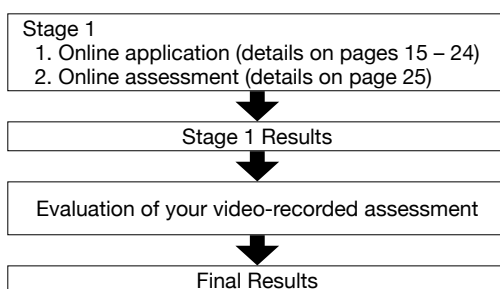 Stage 1
1. Online application (details on pages 15 – 24)
2. Online assessment (details on page 25)
Stage 1 Results
Evaluation of your video-recorded assessment
Final Results